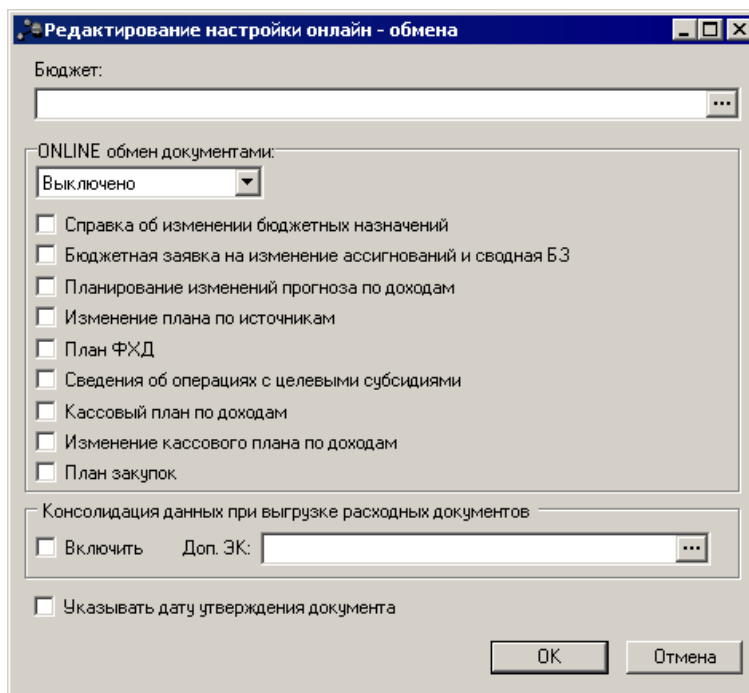 Редактирование настройки онлайн - обмена
Бюджет:
...
ONLINE обмен документами:
Выключено
Справка об изменении бюджетных назначений
Бюджетная заявка на изменение ассигнований и сводная БЗ
Планирование изменений прогноза по доходам
Изменение плана по источникам
План ФХД
Сведения об операциях с целевыми субсидиями
Кассовый план по доходам
Изменение кассового плана по доходам
План закупок
Консолидация данных при выгрузке расходных документов
Включить Доп. ЭК: ...
Указывать дату утверждения документа
OK Отмена